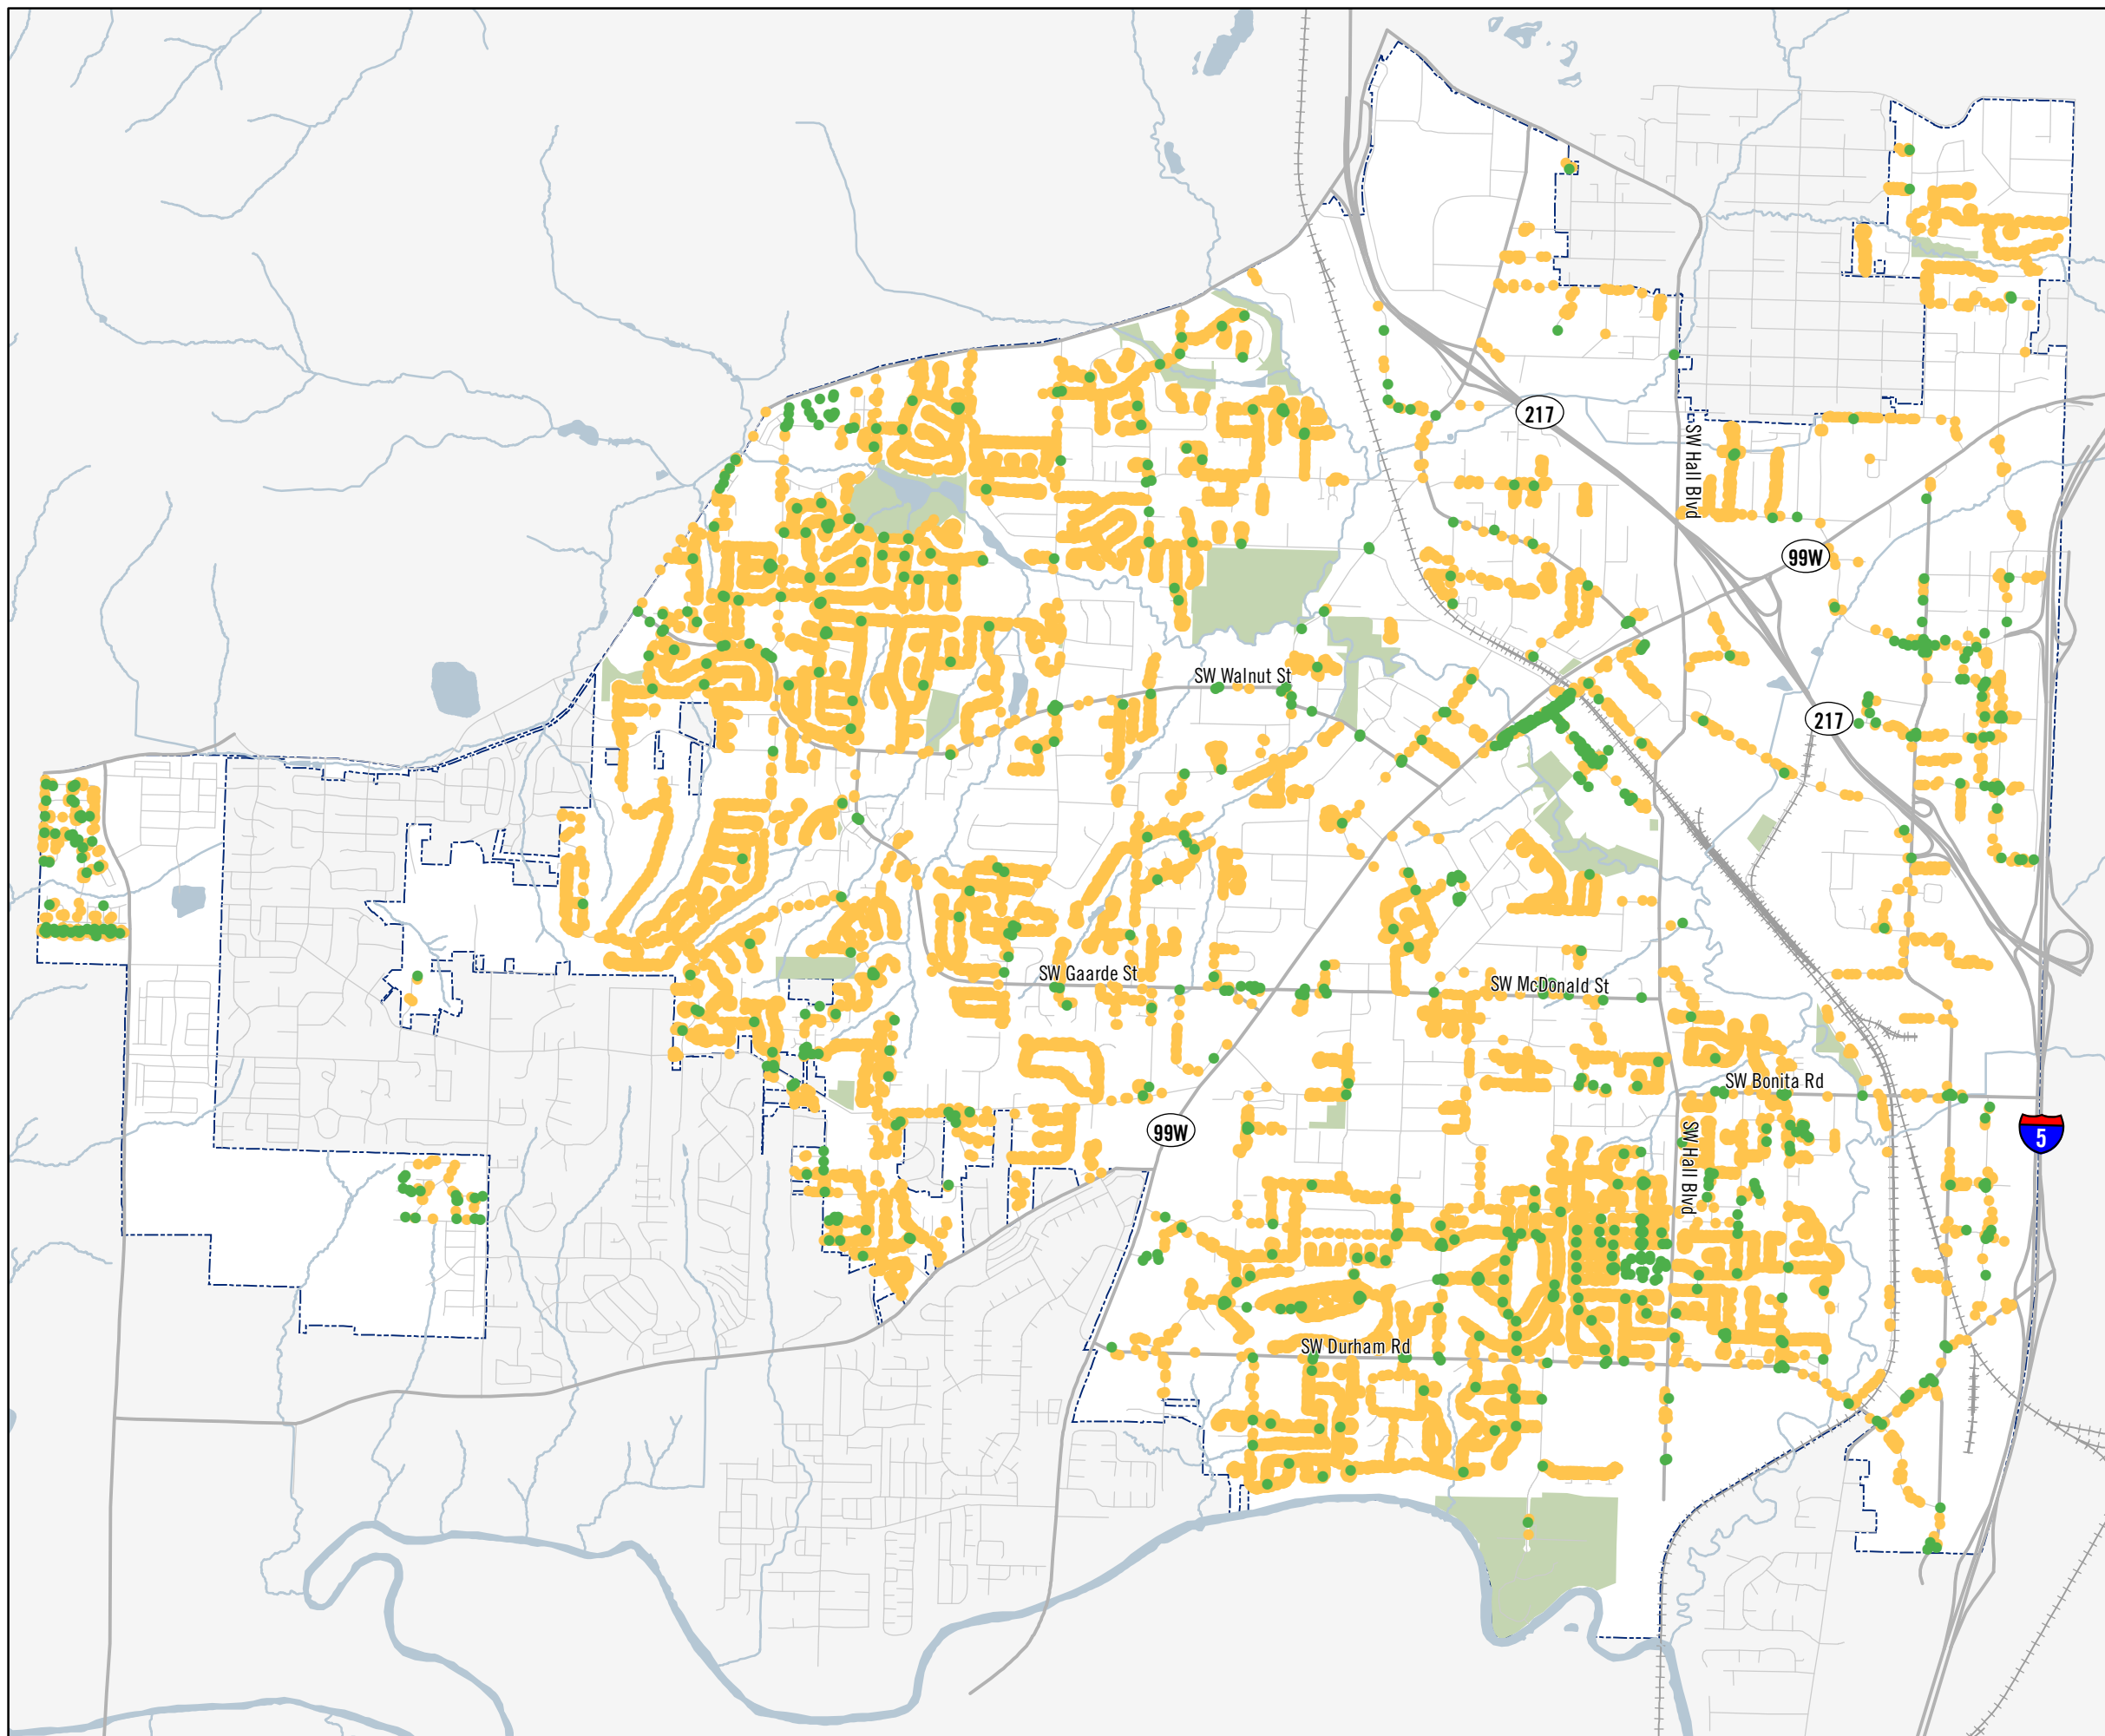 217
SW Hall Blvd
99W
SW Walnut St
217
SW Gaarde St
SW McDonald St
SW Bonita Rd
99W
5
SW Hall Blvd
SW Durham Rd